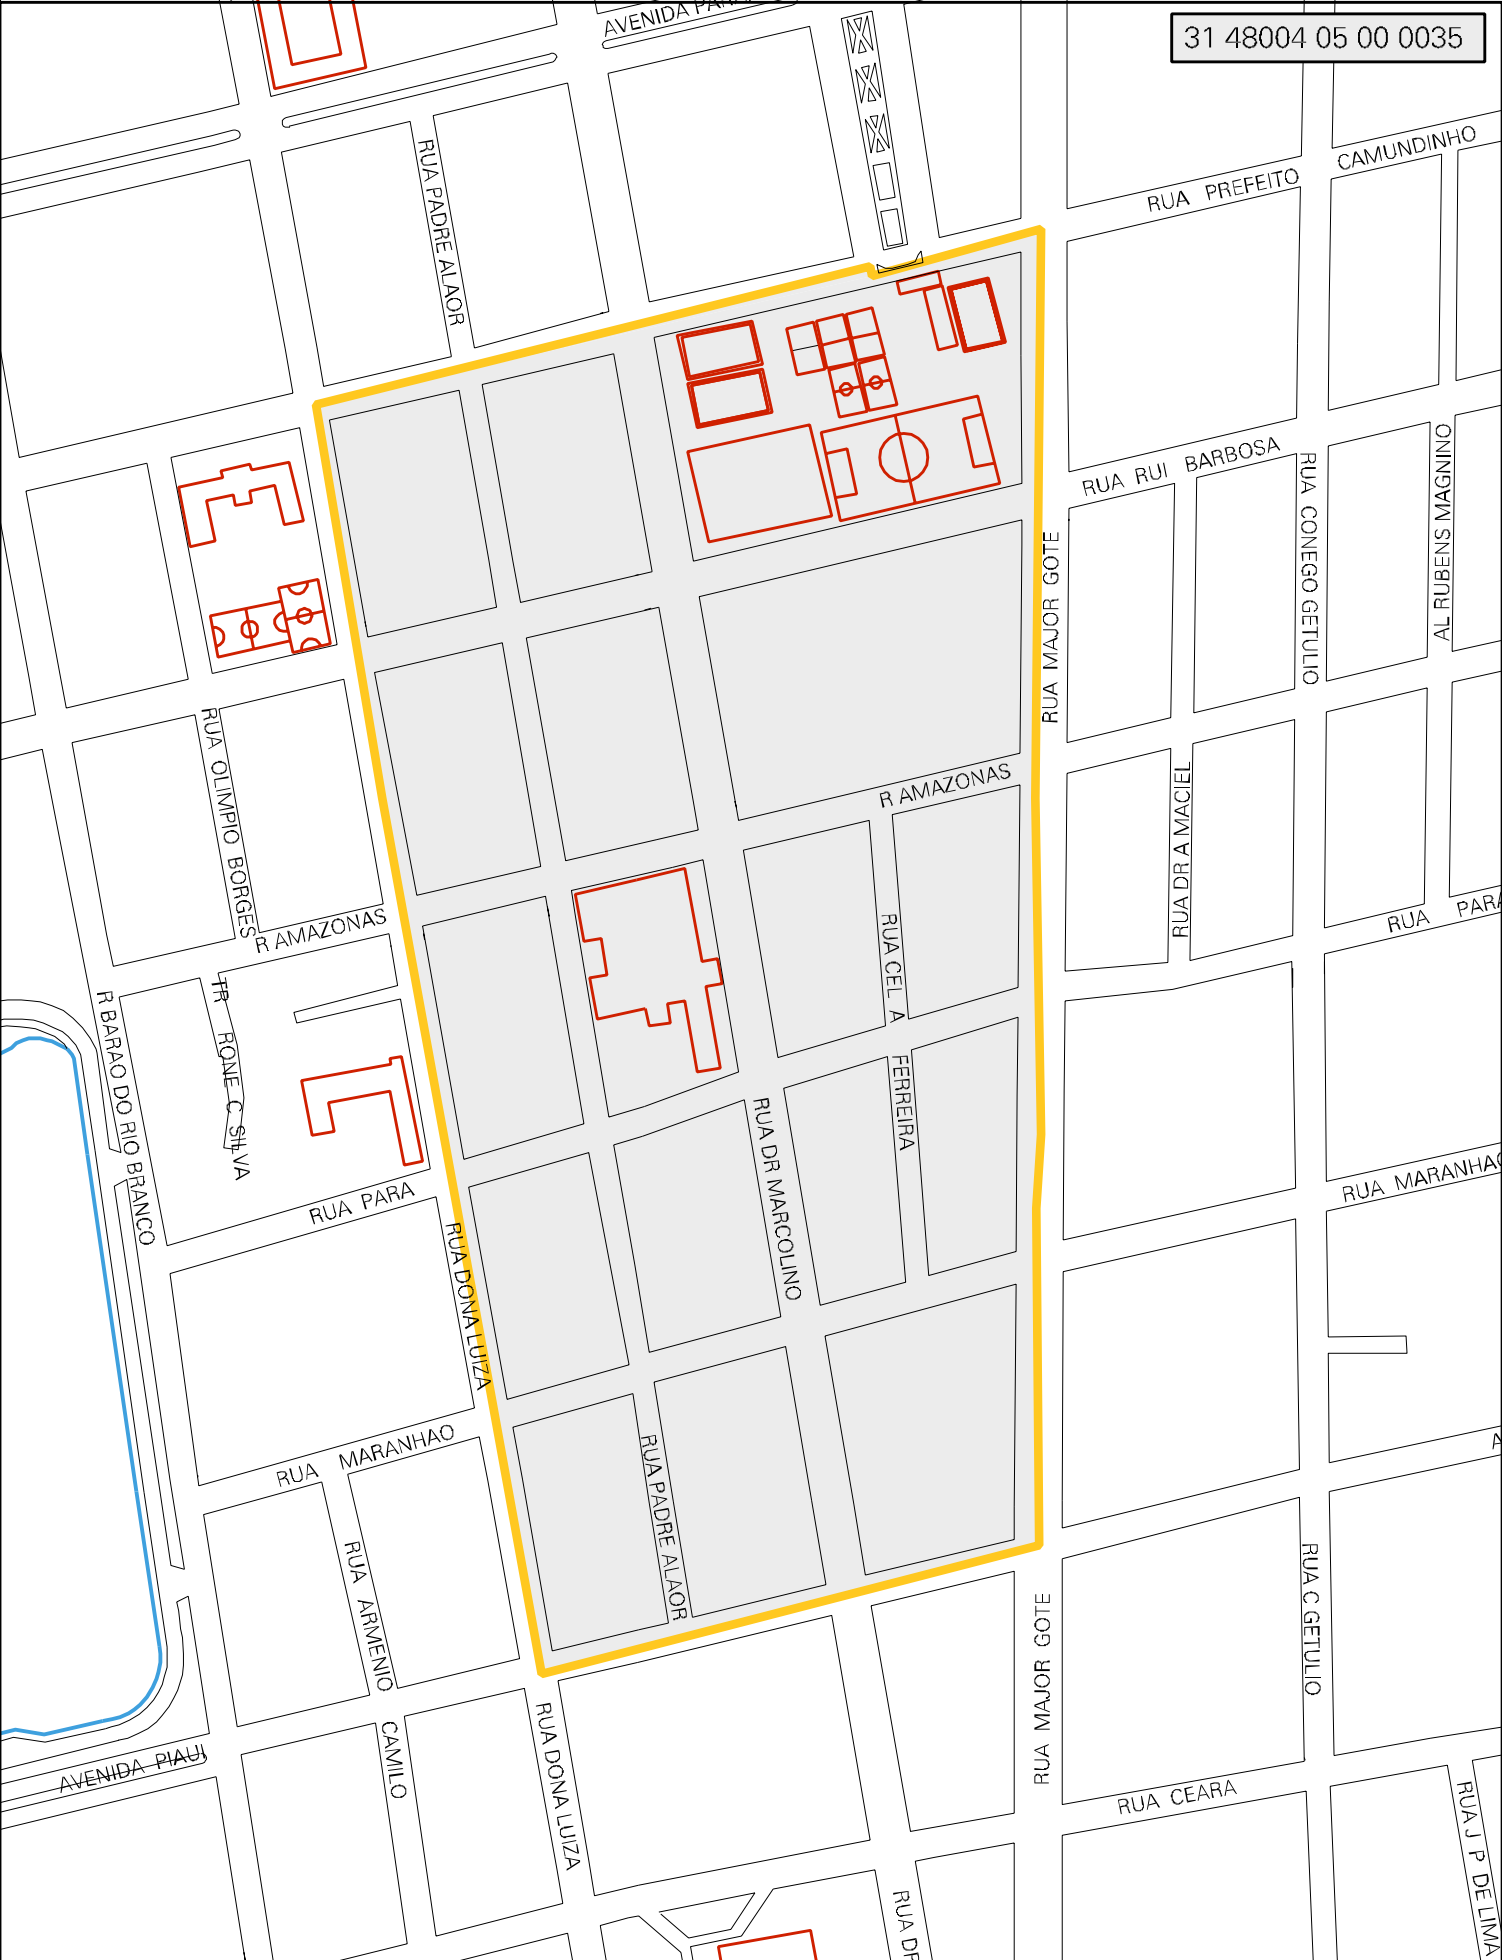 AVENIDA
31 48004 05 00 0035
CAMUNDINHO
RUA PREFEITO
RUA PADRE ALAOR
RUA RUI BARBOSA
RUA CONEGO GETULIO
AL RUBENS MAGNINO
RUA MAJOR GOTE
RUA OLIMPIO BORGES
R AMAZONAS
RUA DR A MACIEL
R AMAZONAS
RUA PARA
RUA CEL A FERREIRA
TR RONE C SILVA
R BARAO DO RIO BRANCO
RUA PARA
RUA MARANHAO
RUA DR MARCOLINO
RUA DONA LUIZA
RUA MARANHAO
RUA PADRE ALAOR
RUA ARMENIO CAMILO
RUA C GETULIO
RUA MAJOR GOTE
AVENIDA PIAUI
RUA DONA LUIZA
RUA CEARA
RUA J P DE LIMA
RUA DR